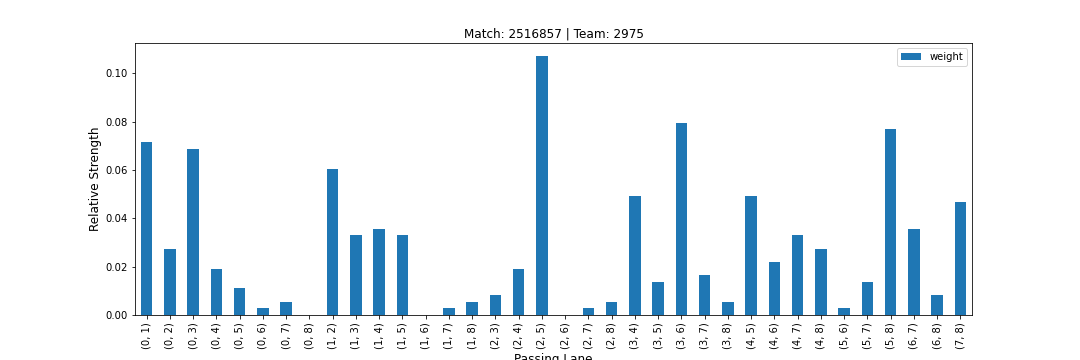 Match: 2516857 | Team: 2975
weight
Relative Strength
0.10
0.08
0.06
0.04
0.02
0.00
(0, 1) (0, 2) (0, 3) (0, 4) (0, 5) (0, 6) (0, 7) (0, 8) (1, 2) (1, 3) (1, 4) (1, 5) (1, 6) (1, 7) (1, 8) (2, 3) (2, 4) (2, 5) (2, 6) (2, 7) (2, 8) (3, 4) (3, 5) (3, 6) (3, 7) (3, 8) (4, 5) (4, 6) (4, 7) (4, 8) (5, 6) (5, 7) (5, 8) (6, 7) (6, 8) (7, 8)
Passing Lane